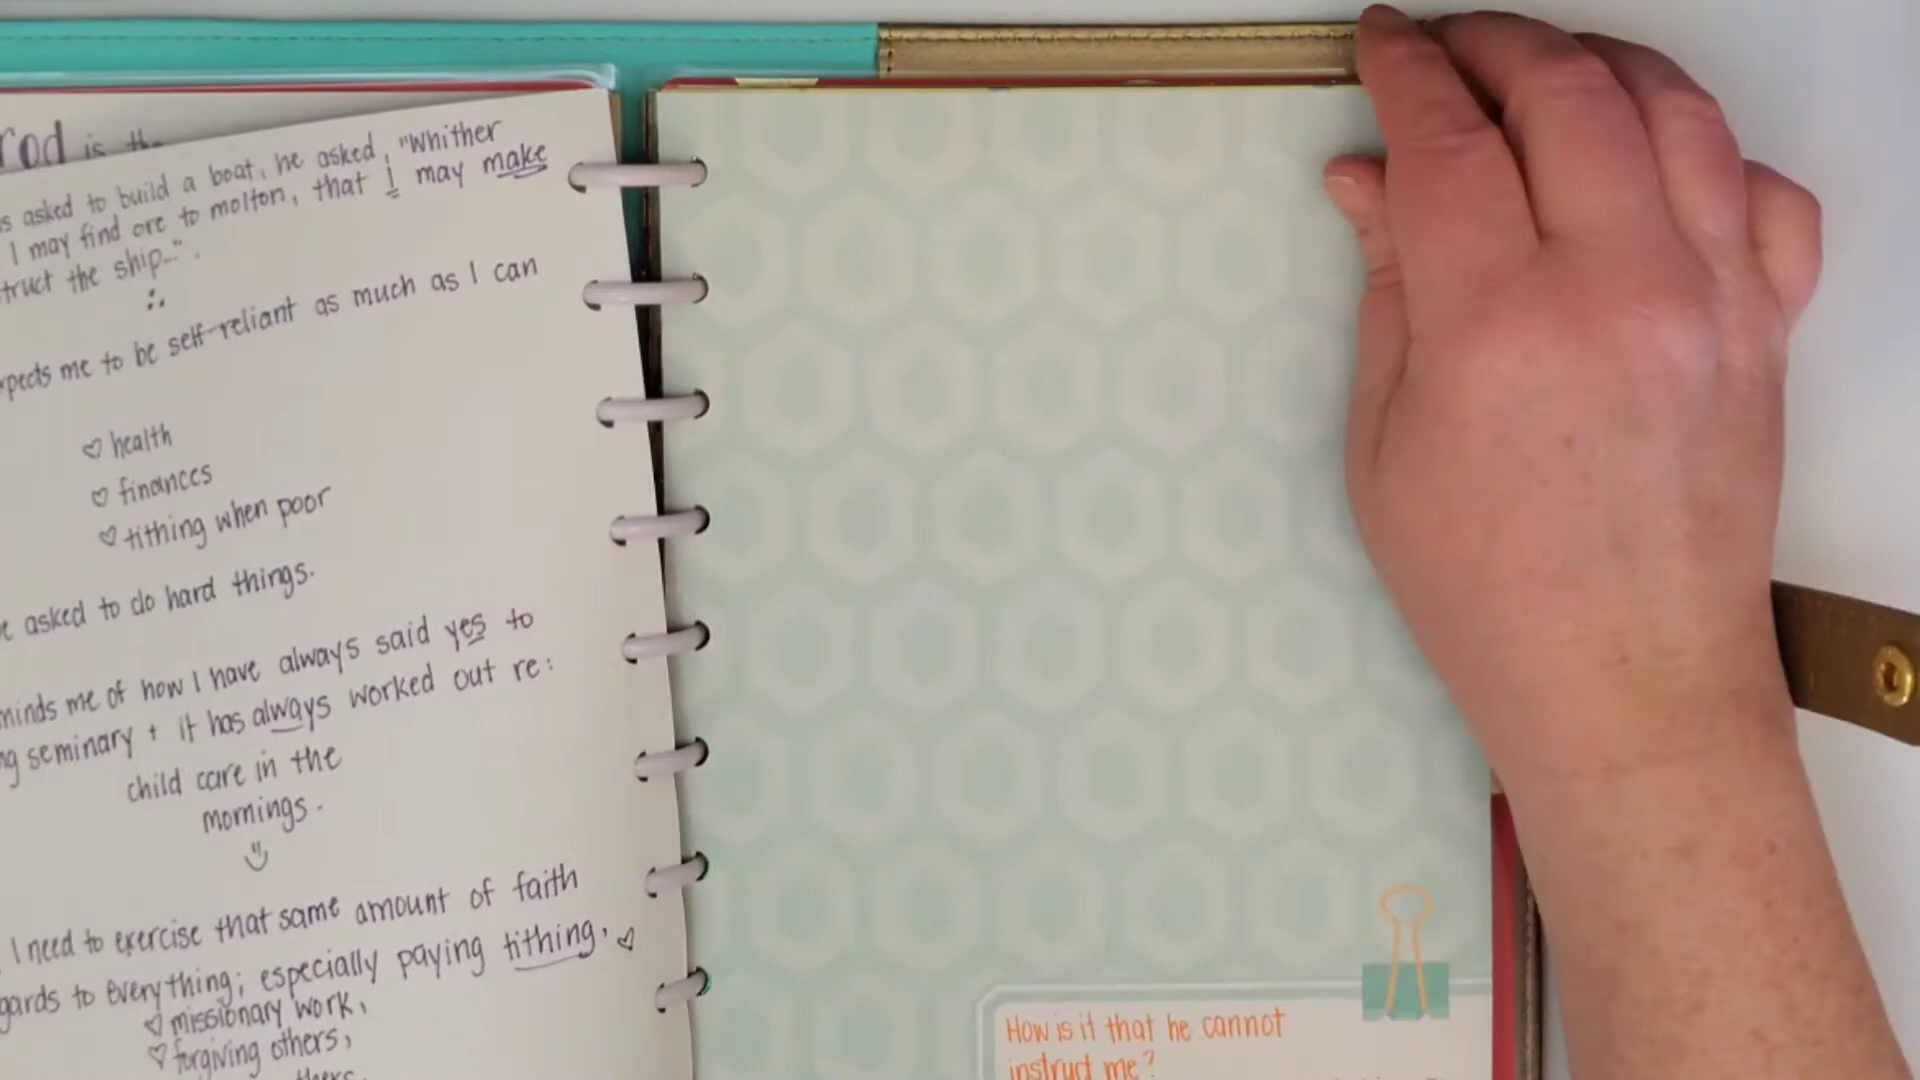 rod is the
s asked to build a boat, he asked, "Whither
I may find ore to molton, that I may make
truct the ship--".
pects me to be self-reliant as much as I can
health
finances
tithing when poor
e asked to do hard things.
minds me of how I have always said yes to
ng seminary + it has always worked out re:
child care in the
mornings.
I need to exercise that same amount of faith
gards to everything; especially paying tithing,
missionary work,
forgiving others,
thers
How is it that he cannot
instruct me?